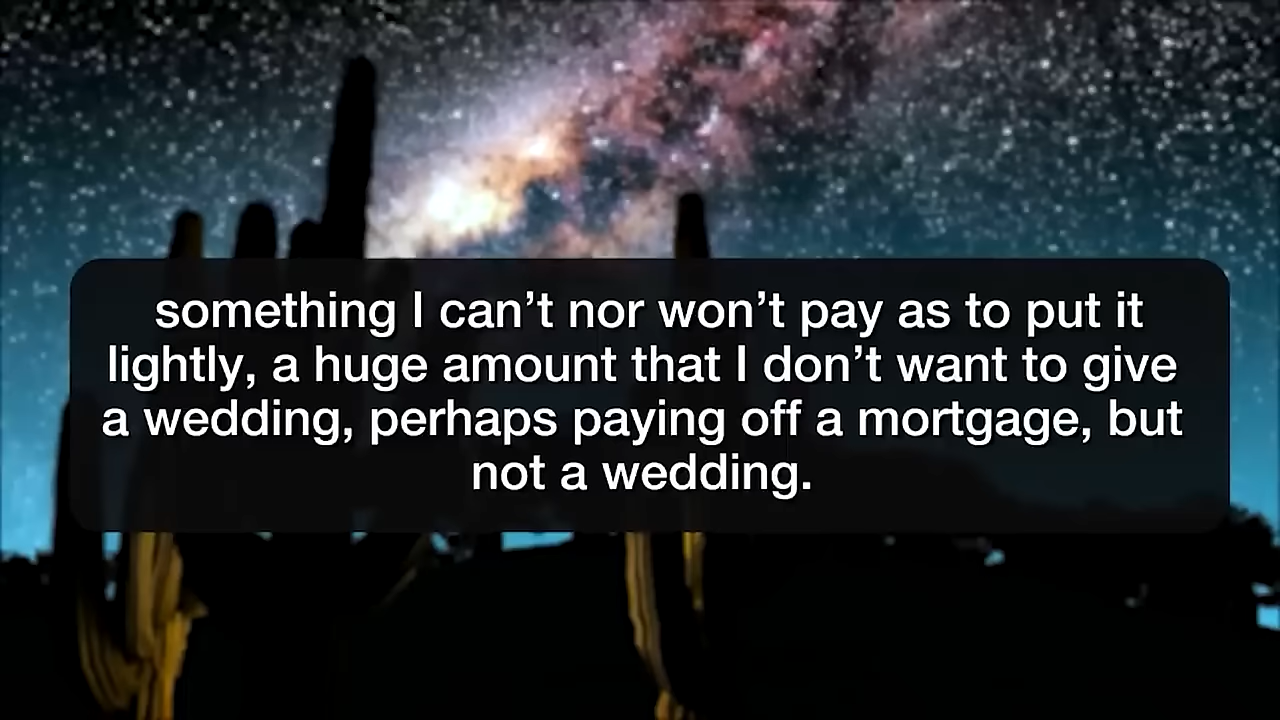 something I can’t nor won’t pay as to put it
lightly, a huge amount that I don’t want to give
a wedding, perhaps paying off a mortgage, but
not a wedding.